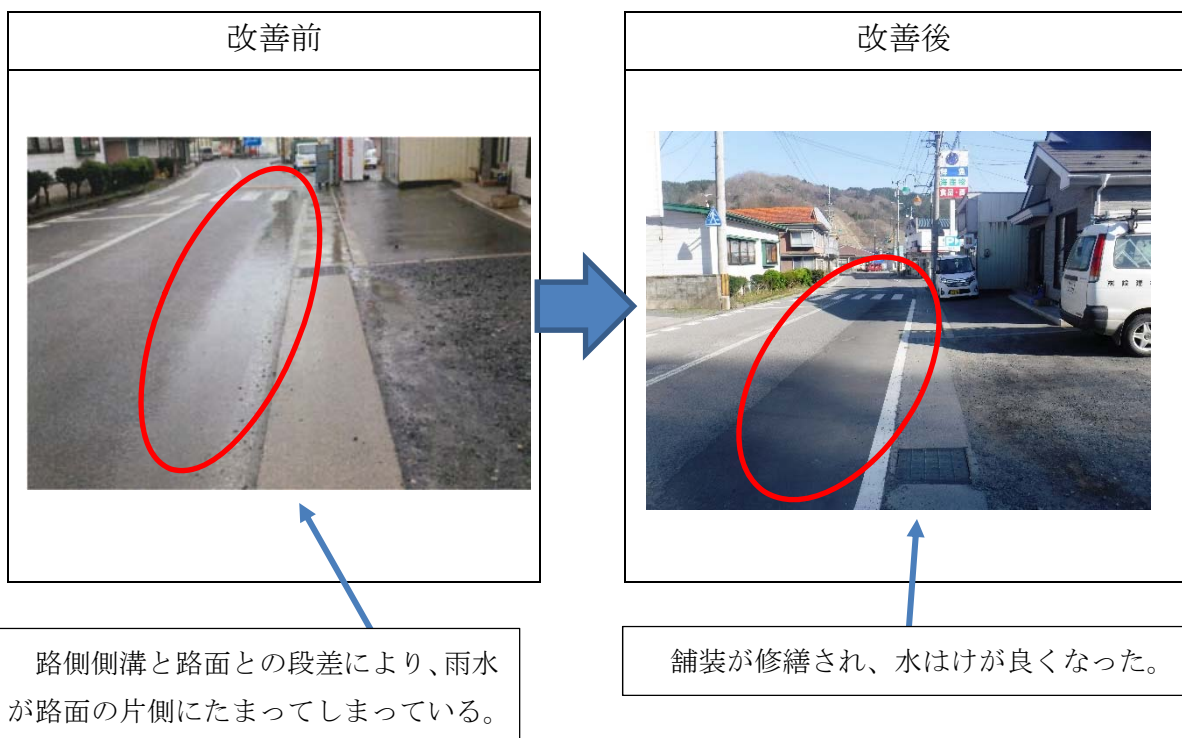 改善前
改善後
路側側溝と路面との段差により、雨水
が路面の片側にたまってしまっている。
舗装が修繕され、水はけが良くなった。